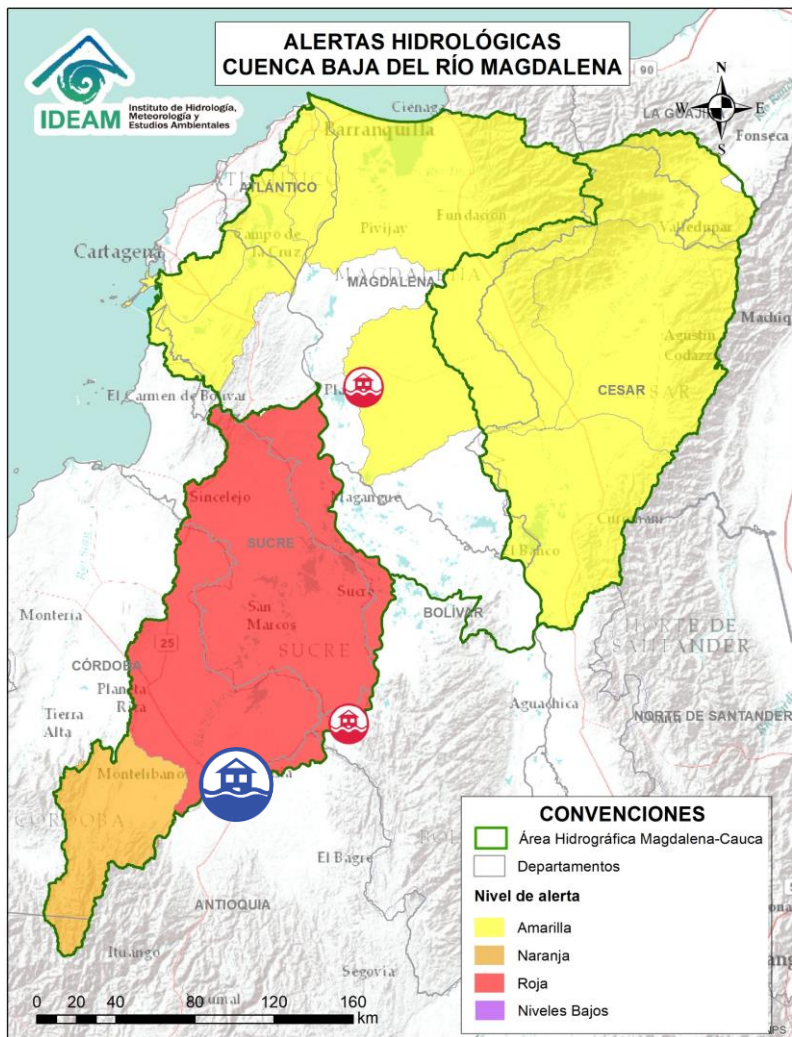 ALERTAS HIDROLÓGICAS
CUENCA BAJA DEL RÍO MAGDALENA
IDEAM
Instituto de Hidrología,
Meteorología y
Estudios Ambientales
N
W
E
S
90
Ciénaga
LA GUAJIRA
Barranquilla
Fonseca
ATLÁNTICO
Fundación
Pivijay
Valledupar
Campo de
la Cruz
Cartagena
MAGDALENA
MAGDALENA
Machiq
Agustín
Codazzi
CESAR
El Carmen de Bolívar
Sincelejo
Magangue
SUCRE
El Banco
Sucre
BOLÍVAR
San
Marcos
Montería
NORTE DE
SANTANDER
25
SUCRE
CÓRDOBA
Planeta
Rica
Aguachica
NORTE DE SANTANDER
Tierra
Alta
Montelibano
CÓRDOBA
El Bagre
ANTIOQUIA
Ituango
Segovia
CONVENCIONES
Área Hidrográfica Magdalena-Cauca
Departamentos
Nivel de alerta
Amarilla
Naranja
Roja
Niveles Bajos
0 20 40 80 120 160
km